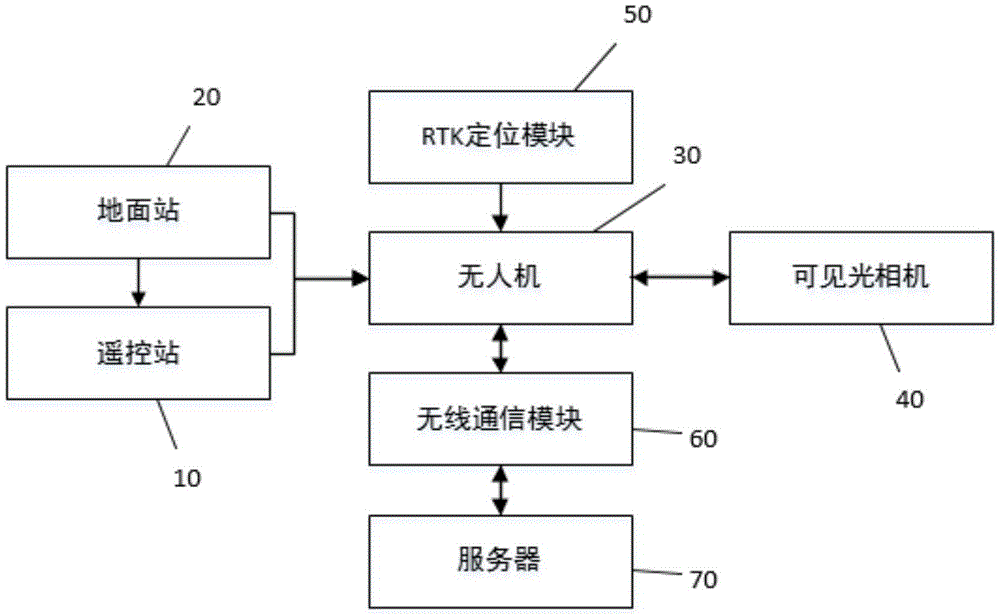 50
20
RTK定位模块
30
地面站
无人机
可见光相机
遥控站
40
无线通信模块
60
10
服务器
70